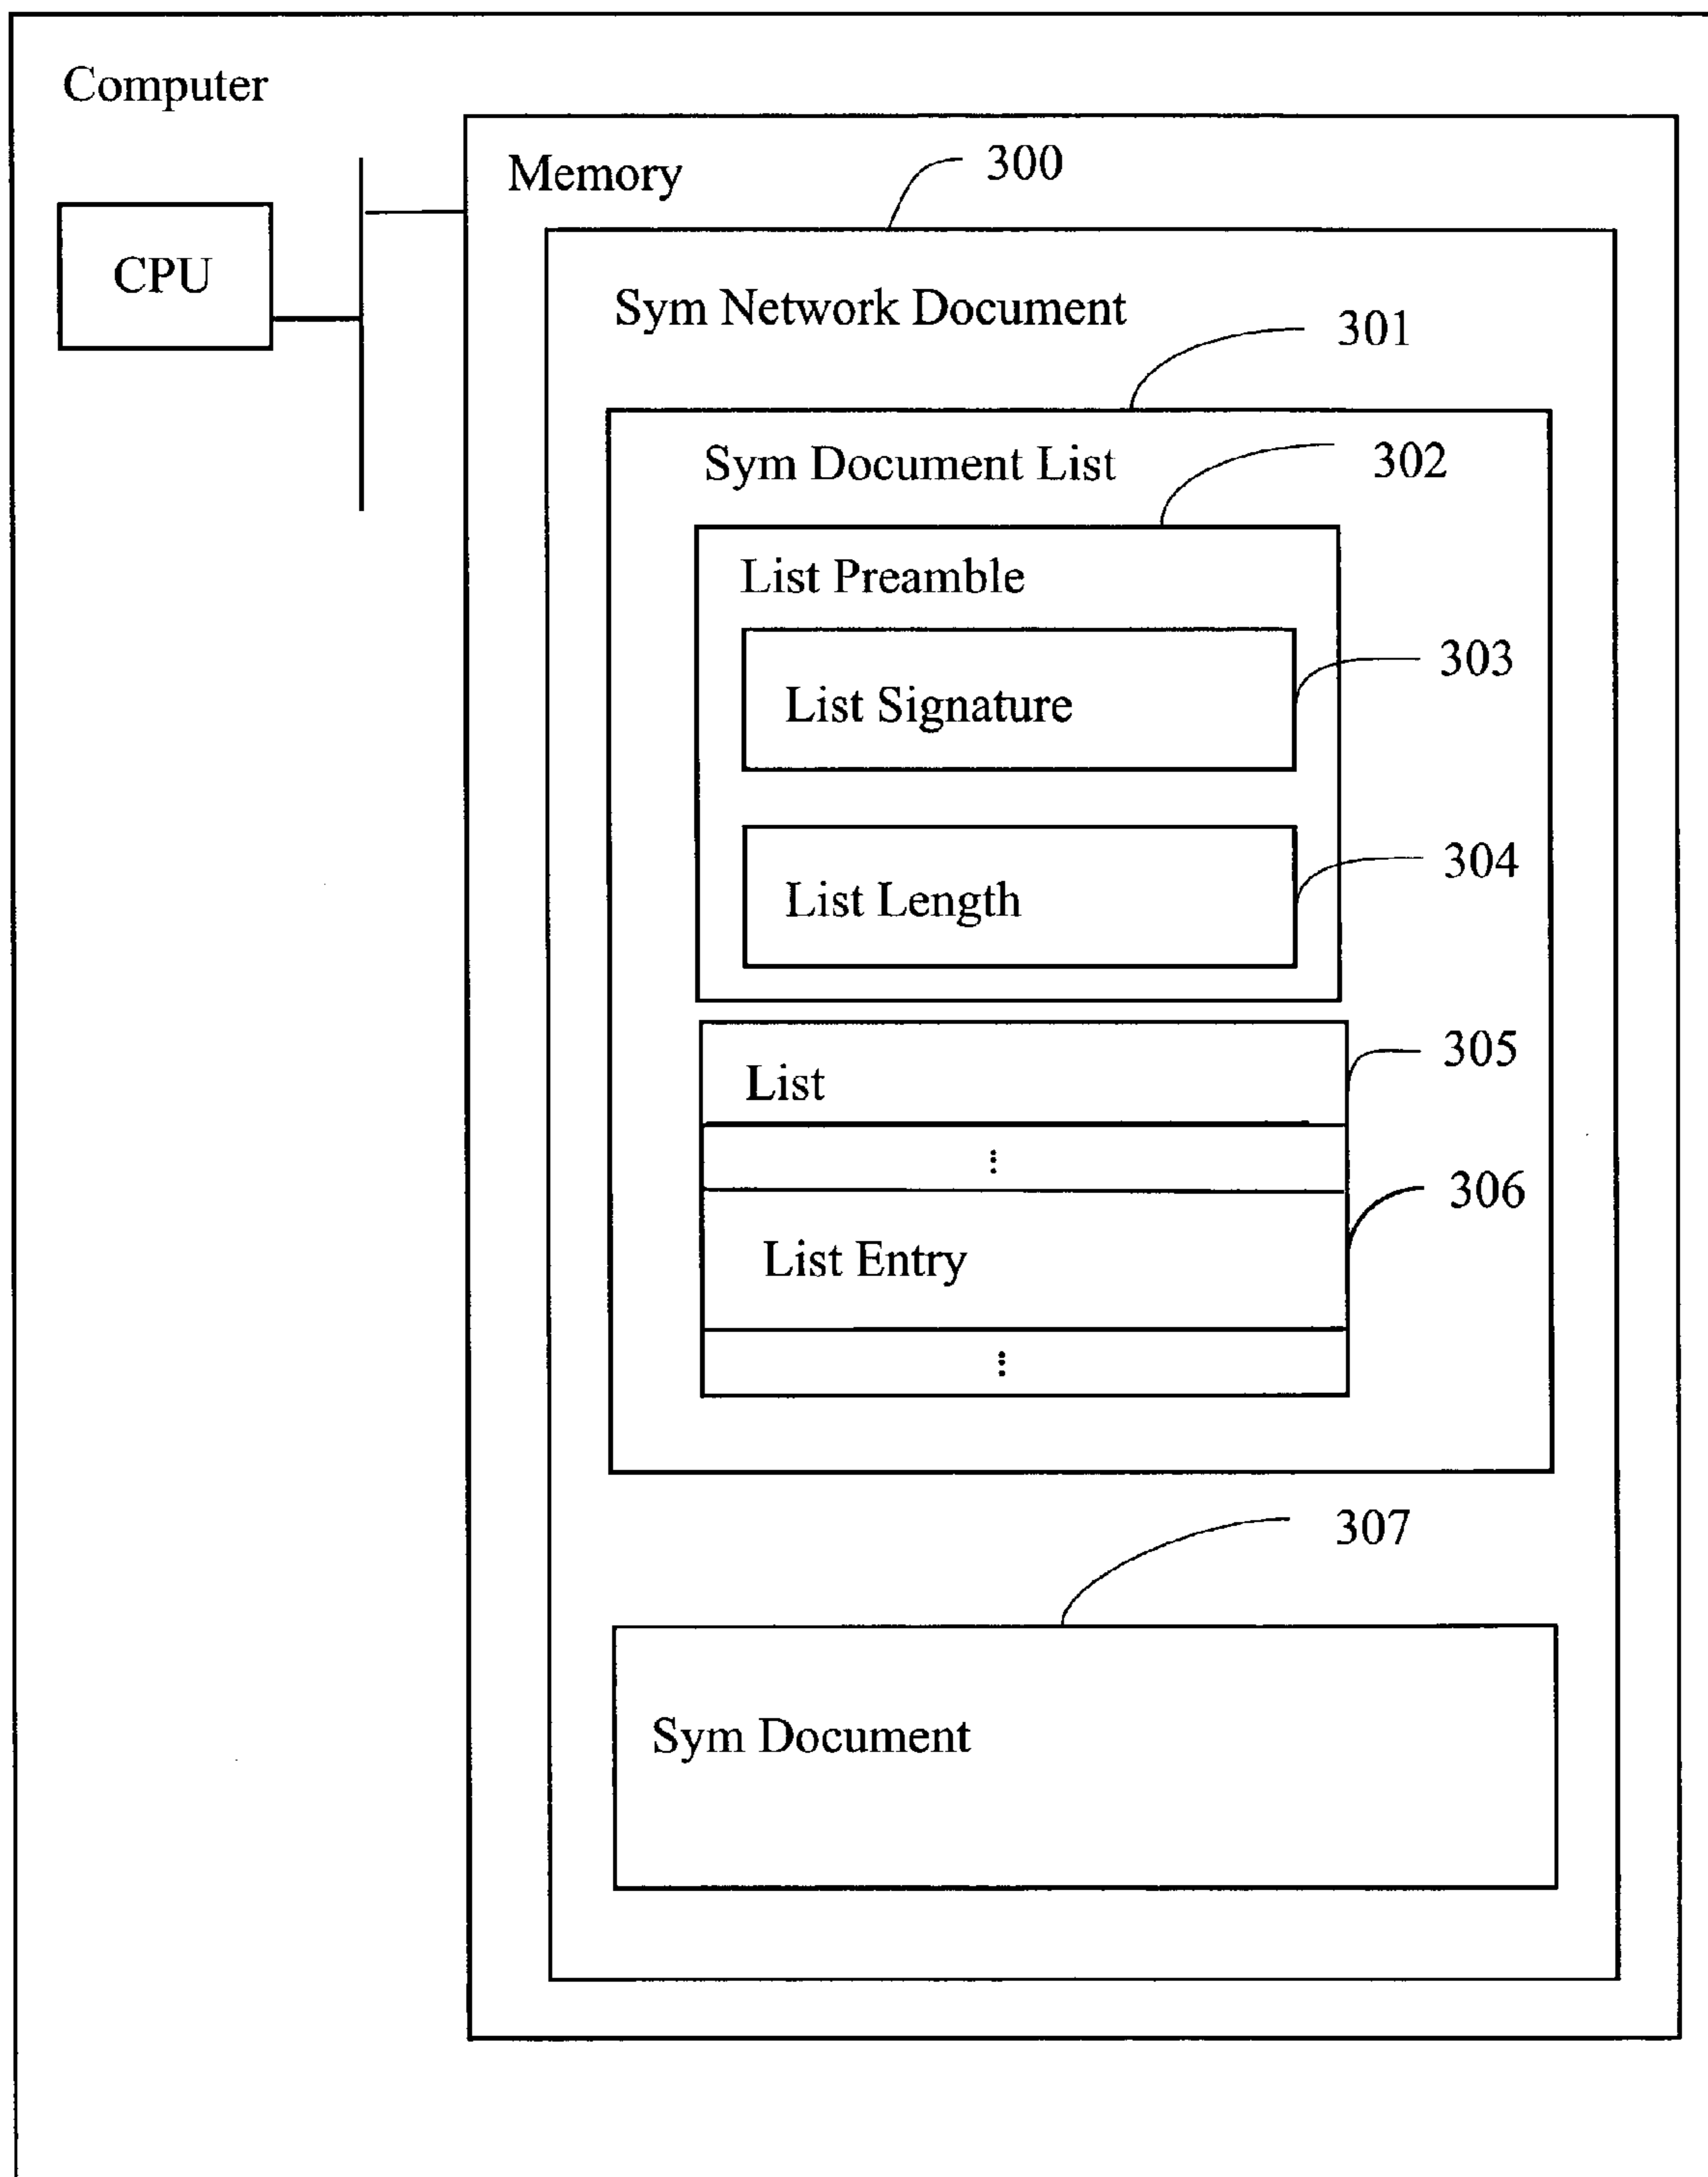 Computer
Memory
300
CPU
Sym Network Document
301
Sym Document List
302
List Preamble
303
List Signature
304
List Length
305
List
⋮
306
List Entry
⋮
307
Sym Document